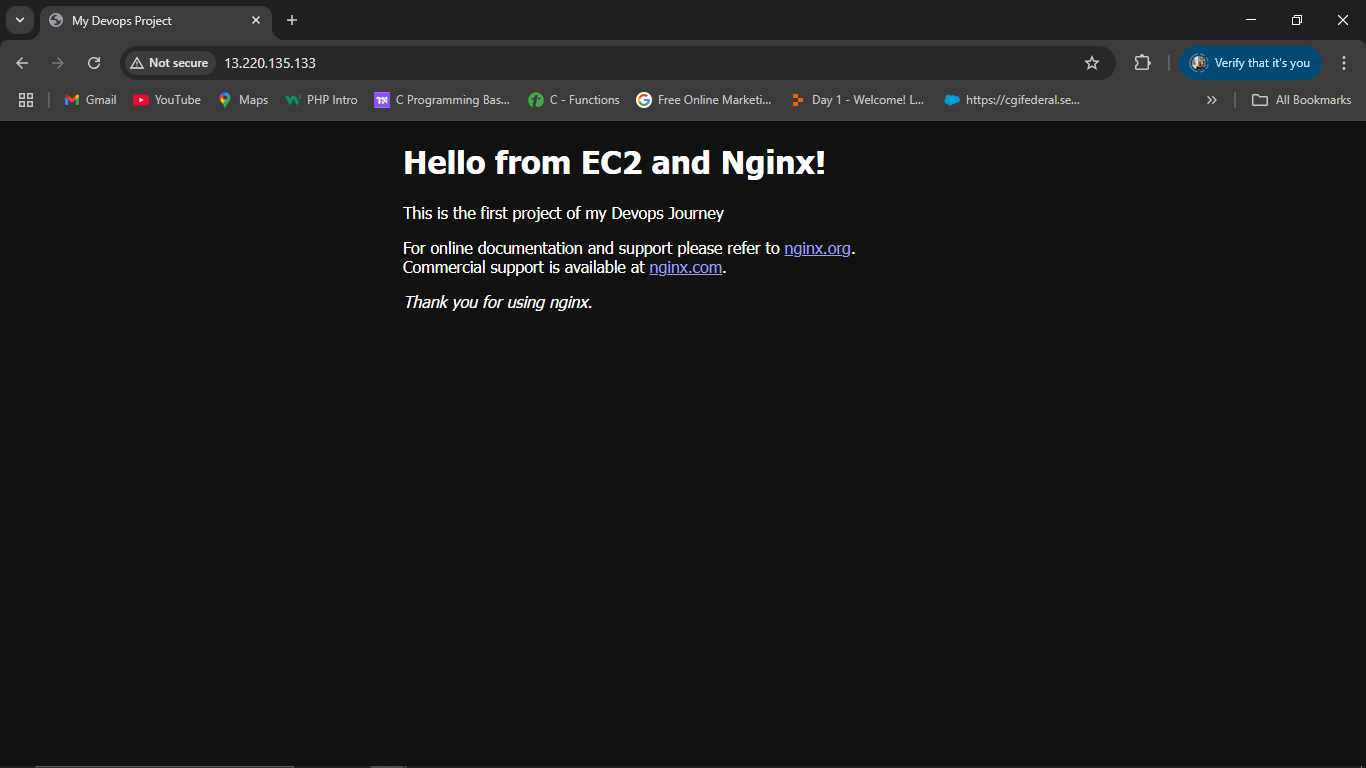 My Devops Project
Not secure
13.220.135.133
Verify that it's you
Gmail
YouTube
Maps
PHP Intro
C Programming Bas...
C - Functions
Free Online Marketi...
Day 1 - Welcome! L...
https://cgifederal.se...
All Bookmarks
Hello from EC2 and Nginx!
This is the first project of my Devops Journey
For online documentation and support please refer to nginx.org.
Commercial support is available at nginx.com.
Thank you for using nginx.